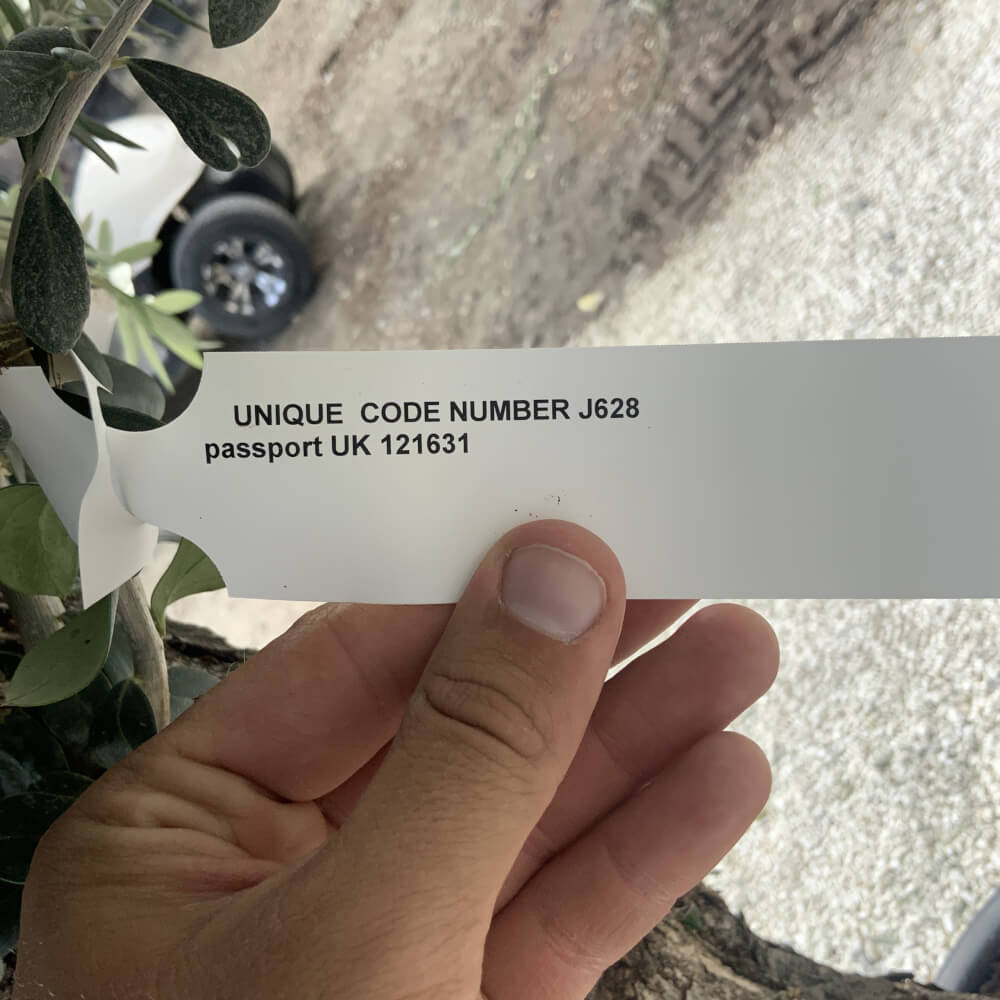 UNIQUE CODE NUMBER J628
passport UK 121631